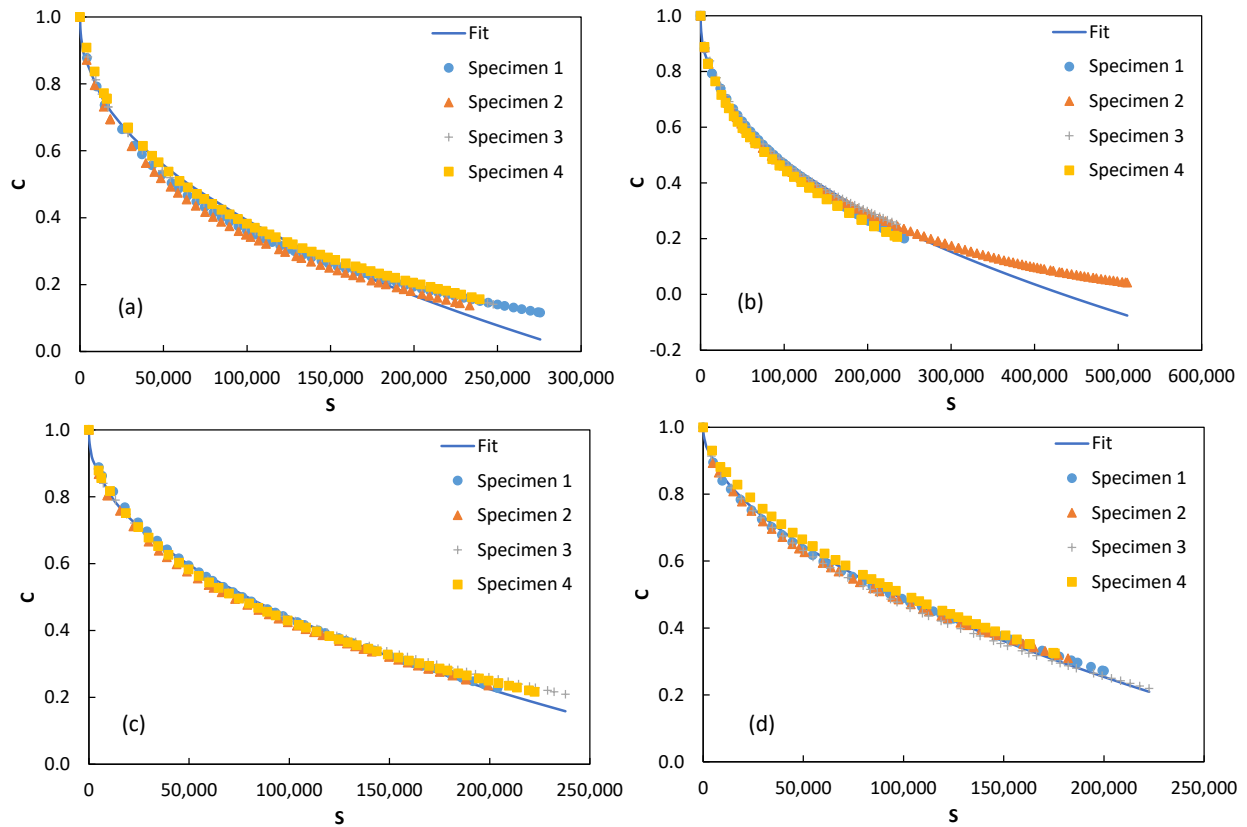 1.0
0.8
0.6
0.4
0.2
0.0
C
0 50,000 100,000 150,000 200,000 250,000 300,000
S
Fit
Specimen 1
Specimen 2
Specimen 3
Specimen 4
(a)
1.0
0.8
0.6
0.4
0.2
0.0
-0.2
C
0 100,000 200,000 300,000 400,000 500,000 600,000
S
Fit
Specimen 1
Specimen 2
Specimen 3
Specimen 4
(b)
1.0
0.8
0.6
0.4
0.2
0.0
C
0 50,000 100,000 150,000 200,000 250,000
S
Fit
Specimen 1
Specimen 2
Specimen 3
Specimen 4
(c)
1.0
0.8
0.6
0.4
0.2
0.0
C
0 50,000 100,000 150,000 200,000 250,000
S
Fit
Specimen 1
Specimen 2
Specimen 3
Specimen 4
(d)